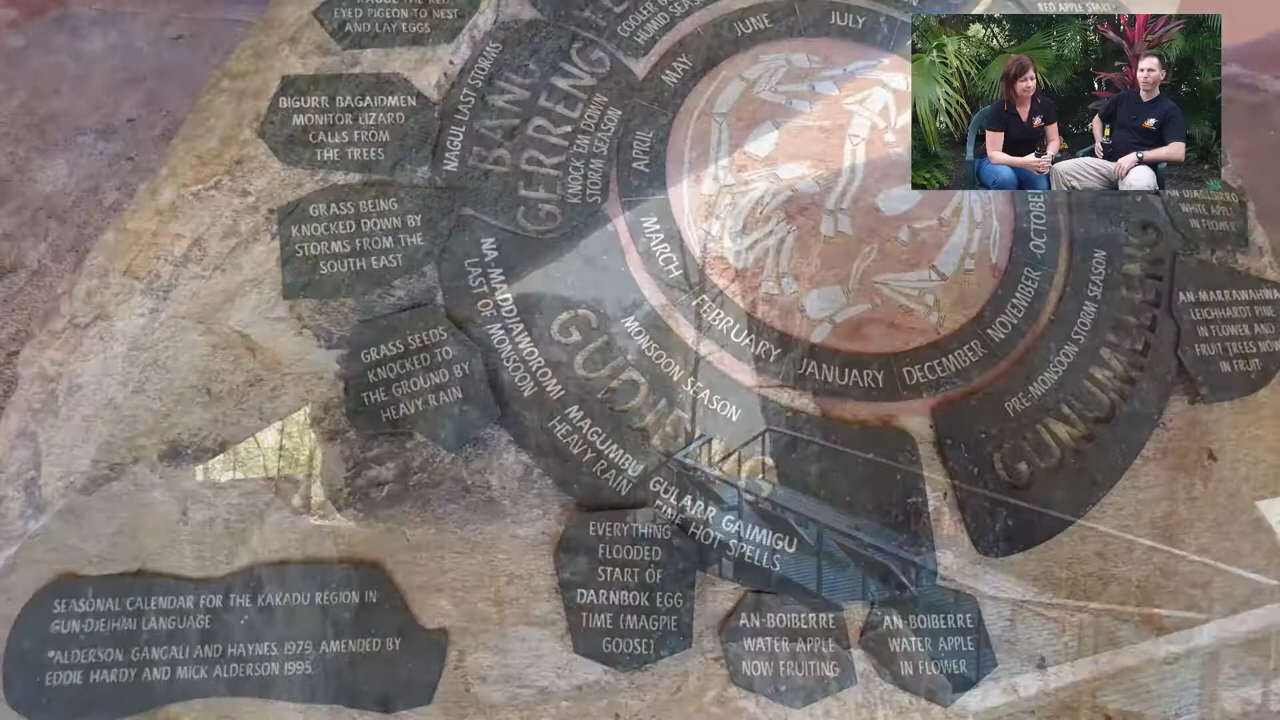 EYED PIGEON TO NEST
AND LAY EGGS
BIGURR BAGAIDMEN
MONITOR LIZARD
CALLS FROM
THE TREES
GRASS BEING
KNOCKED DOWN BY
STORMS FROM THE
SOUTH EAST
GRASS SEEDS
KNOCKED TO
THE GROUND BY
HEAVY RAIN
NAGUL LAST STORMS
BANG
GERRENG
KNOCK EM DOWN
STORM SEASON
HUMID SEASON
RED APPLE START
MARCH
APRIL
MAY
JUNE
JULY
OCTOBER
NOVEMBER
DECEMBER
JANUARY
FEBRUARY
NA MADJAWOROMI
LAST OF MONSOON
GUDJEWG
MONSOON SEASON
MAGUMBU
HEAVY RAIN
GULARR GAIMIGU
FINE HOT SPELLS
PRE-MONSOON STORM SEASON
GUNUMELENG
WHITE APPLE
IN FLOWER
AN-MARRAWAHWA
LEICHHARDT PINE
IN FLOWER AND
FRUIT TREES NOW
IN FRUIT
EVERYTHING
FLOODED
START OF
DARNBOK EGG
TIME (MAGPIE
GOOSE)
AN-BOIBERRE
WATER APPLE
NOW FRUITING
AN-BOIBERRE
WATER APPLE
IN FLOWER
SEASONAL CALENDAR FOR THE KAKADU REGION IN
GUN-DJEIHMI LANGUAGE
*ALDERSON, GANGALI AND HAYNES, 1979, AMENDED BY
EDDIE HARDY AND MICK ALDERSON 1995.